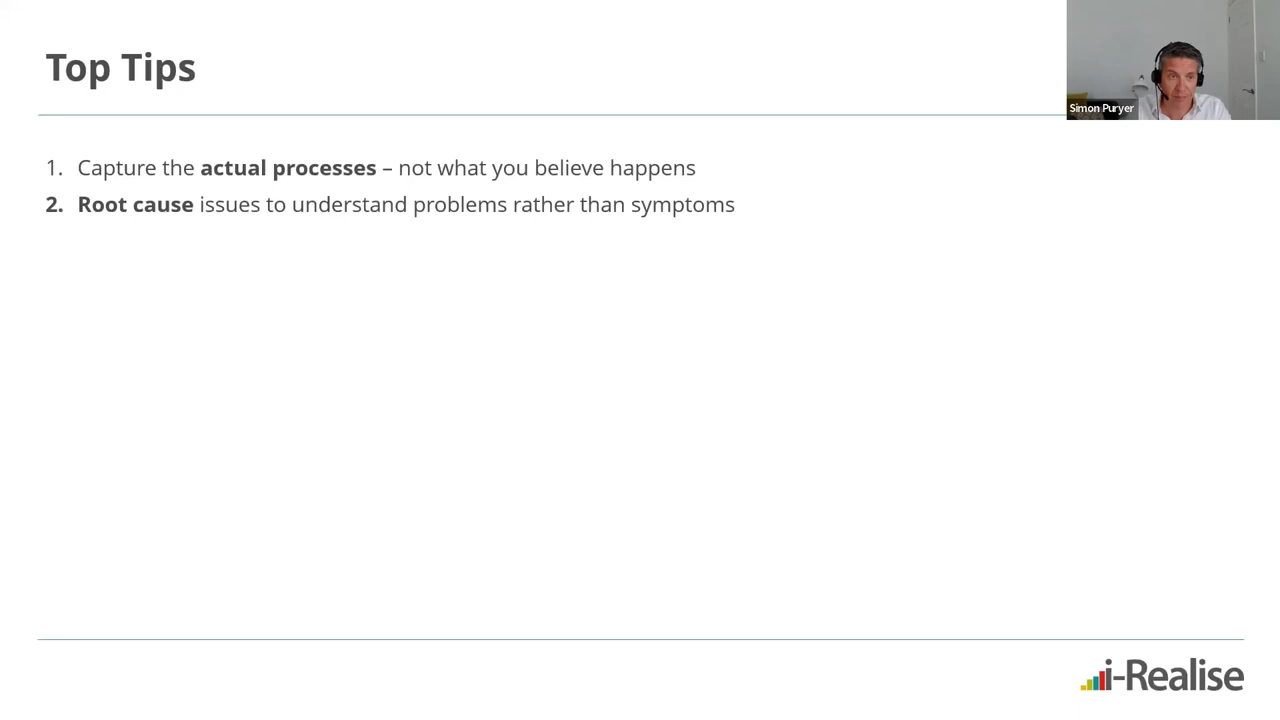 Top Tips
Simon Puryer
1. Capture the actual processes – not what you believe happens
2. Root cause issues to understand problems rather than symptoms
i-Realise